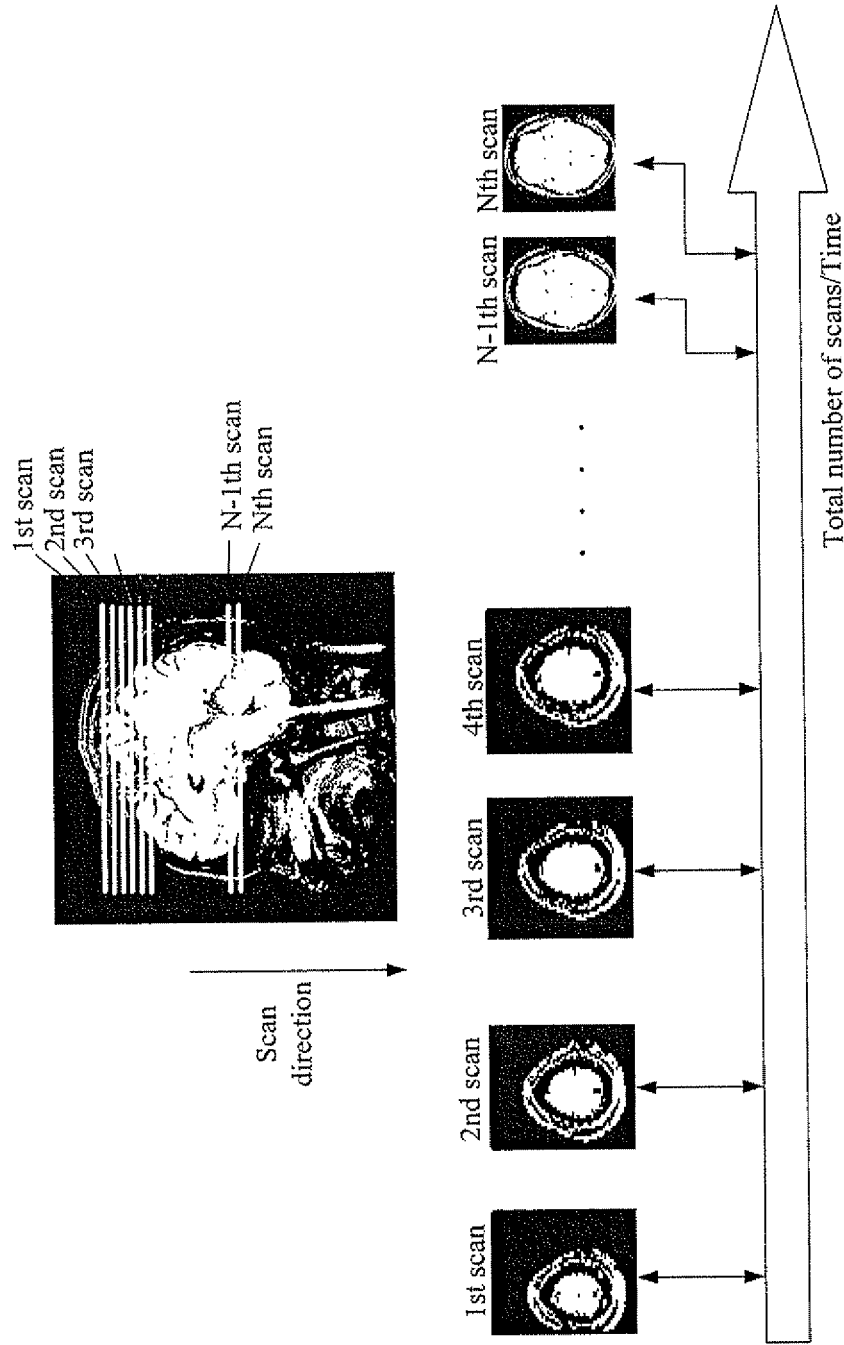 1st scan
2nd scan
3rd scan
N-1th scan
Nth scan
Scan
direction
1st scan
2nd scan
3rd scan
4th scan
N-1th scan
Nth scan
Total number of scans/Time